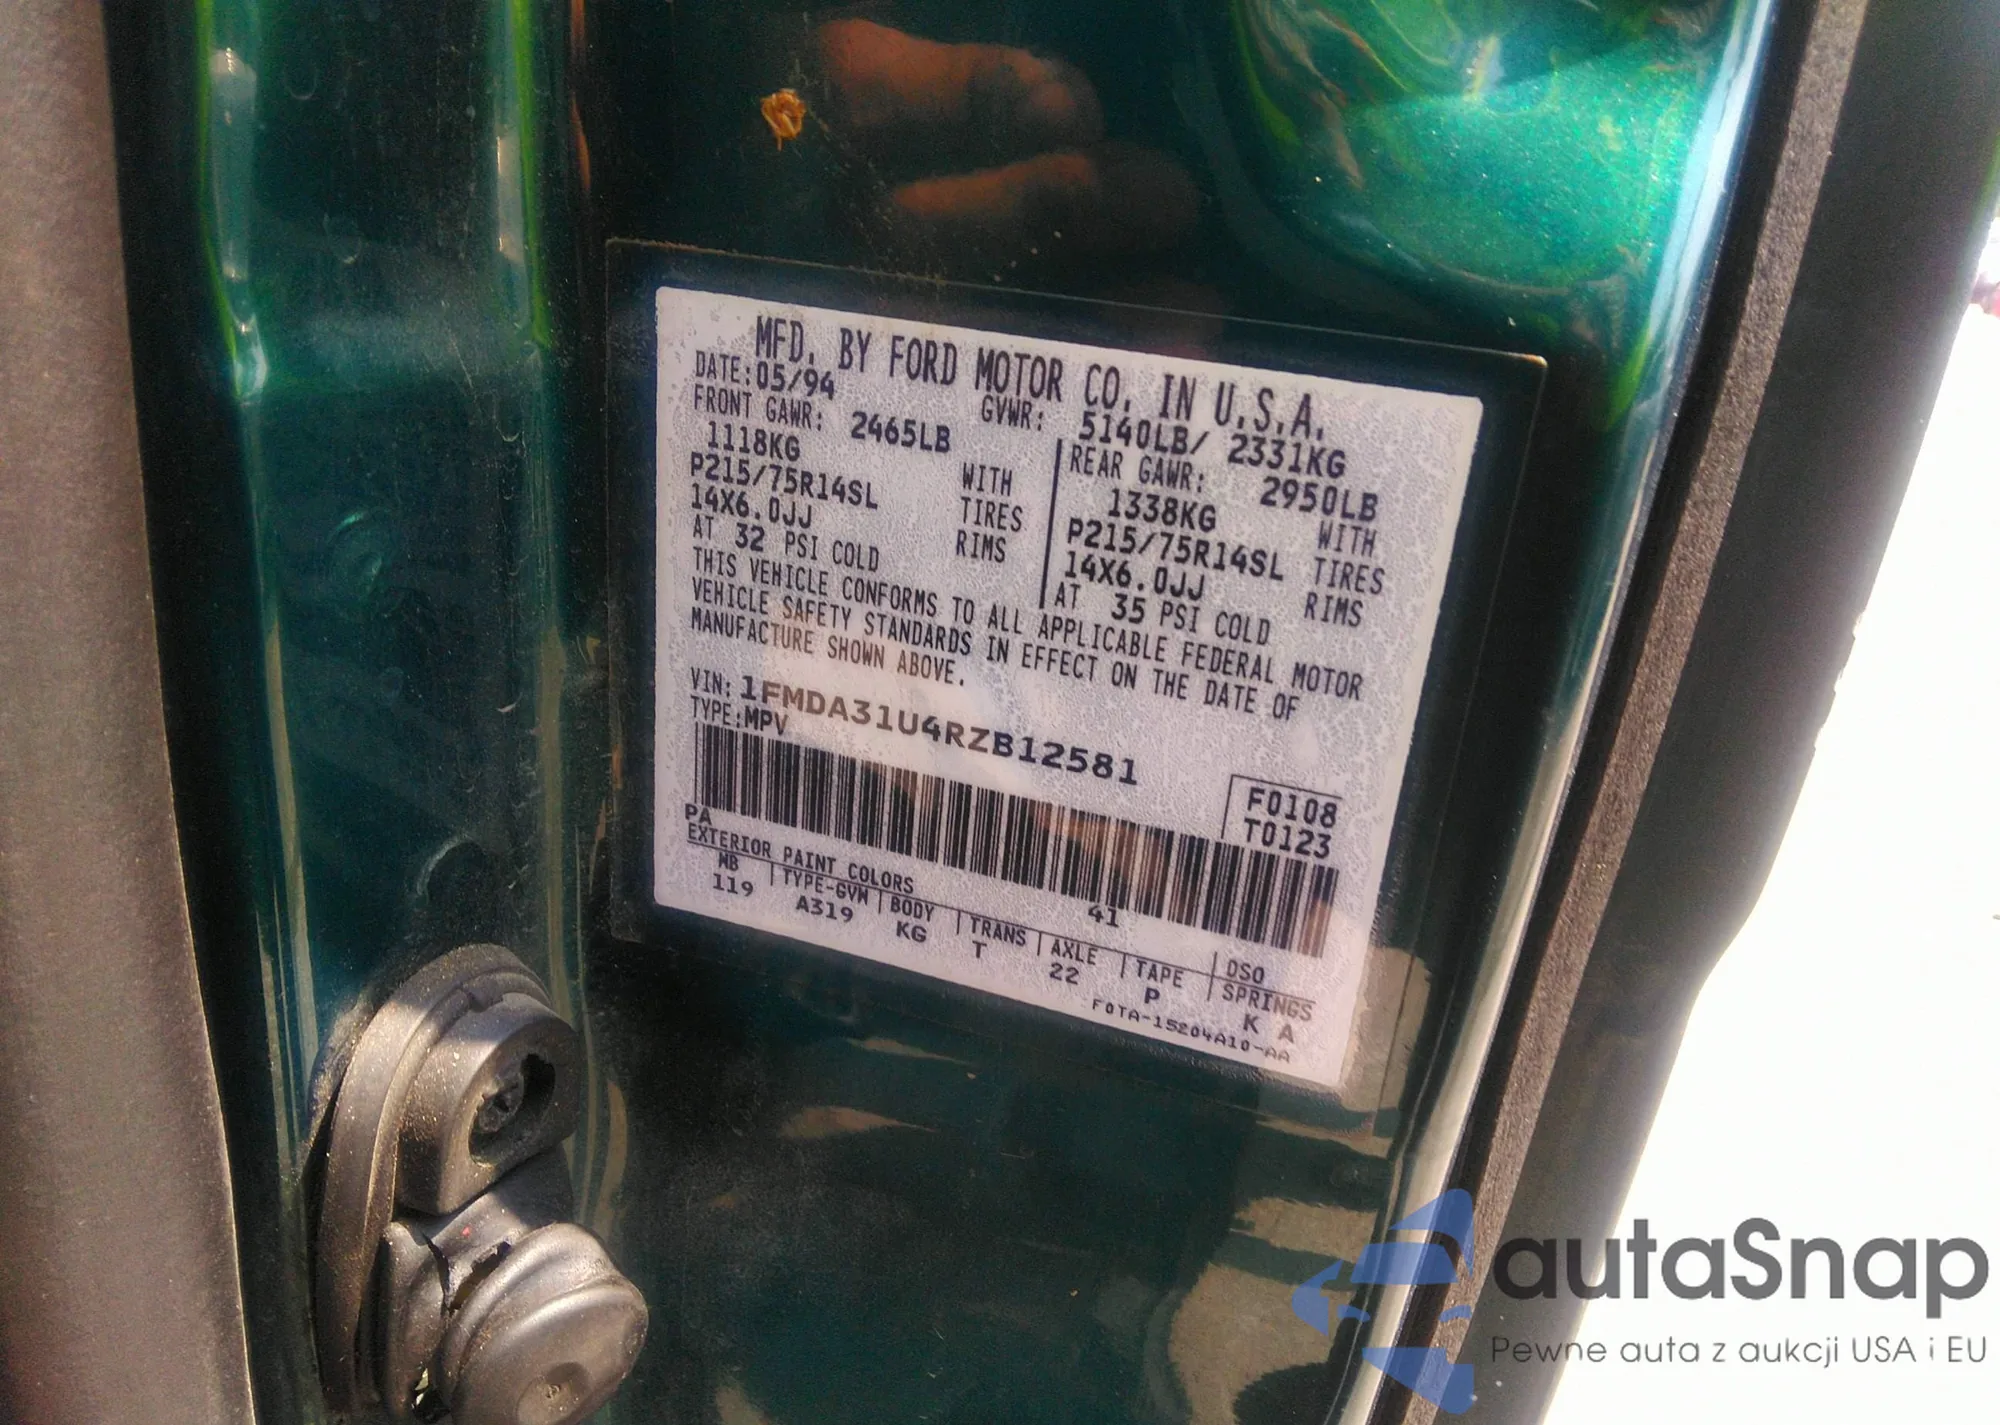 MFD. BY FORD MOTOR CO. IN U.S.A.
DATE: 05/94 GVWR: 5140LB/ 2331KG
FRONT GAWR: 2465LB REAR GAWR: 2950LB
1118KG WITH 1338KG WITH
P215/75R14SL TIRES P215/75R14SL TIRES
14X6.0JJ RIMS 14X6.0JJ RIMS
AT 32 PSI COLD AT 35 PSI COLD
THIS VEHICLE CONFORMS TO ALL APPLICABLE FEDERAL MOTOR
VEHICLE SAFETY STANDARDS IN EFFECT ON THE DATE OF
MANUFACTURE SHOWN ABOVE.
VIN: 1FMDA31U4RZB12581
TYPE: MPV
F0108
T0123
PA 41
EXTERIOR PAINT COLORS DSO
WB TYPE-GVW BODY TRANS AXLE TAPE SPRINGS
119 A319 KG T 22 P K A
F0TA-15204A10-AA
autaSnap
Pewne auta z aukcji USA i EU